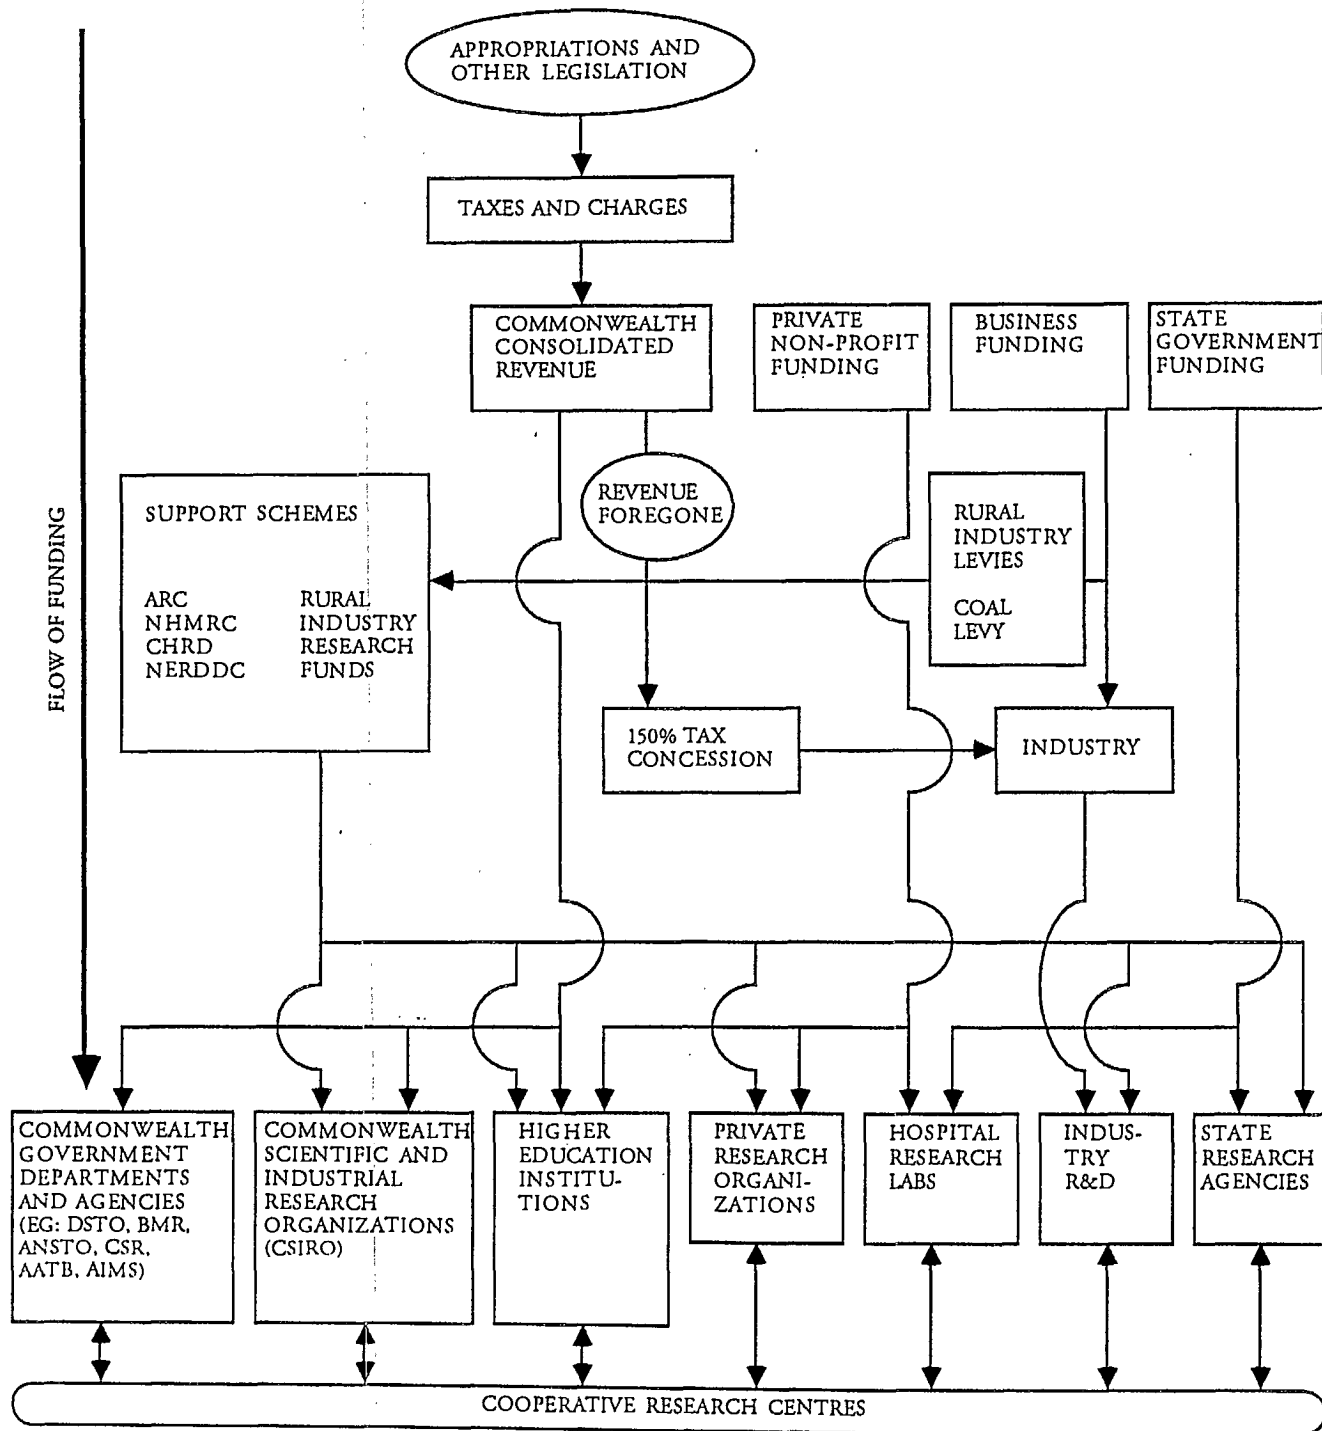 APPROPRIATIONS AND
OTHER LEGISLATION
TAXES AND CHARGES
COMMONWEALTH
CONSOLIDATED
REVENUE
PRIVATE
NON-PROFIT
FUNDING
BUSINESS
FUNDING
STATE
GOVERNMENT
FUNDING
FLOW OF FUNDING
SUPPORT SCHEMES
ARC
NHMRC
CHRD
NERDDC
RURAL
INDUSTRY
RESEARCH
FUNDS
REVENUE
FOREGONE
RURAL
INDUSTRY
LEVIES
COAL
LEVY
150% TAX
CONCESSION
INDUSTRY
COMMONWEALTH
GOVERNMENT
DEPARTMENTS
AND AGENCIES
(EG: DSTO, BMR,
ANSTO, CSR,
AATB, AIMS)
COMMONWEALTH
SCIENTIFIC AND
INDUSTRIAL
RESEARCH
ORGANIZATIONS
(CSIRO)
HIGHER
EDUCATION
INSTITU-
TIONS
PRIVATE
RESEARCH
ORGANI-
ZATIONS
HOSPITAL
RESEARCH
LABS
INDUS-
TRY
R&D
STATE
RESEARCH
AGENCIES
COOPERATIVE RESEARCH CENTRES